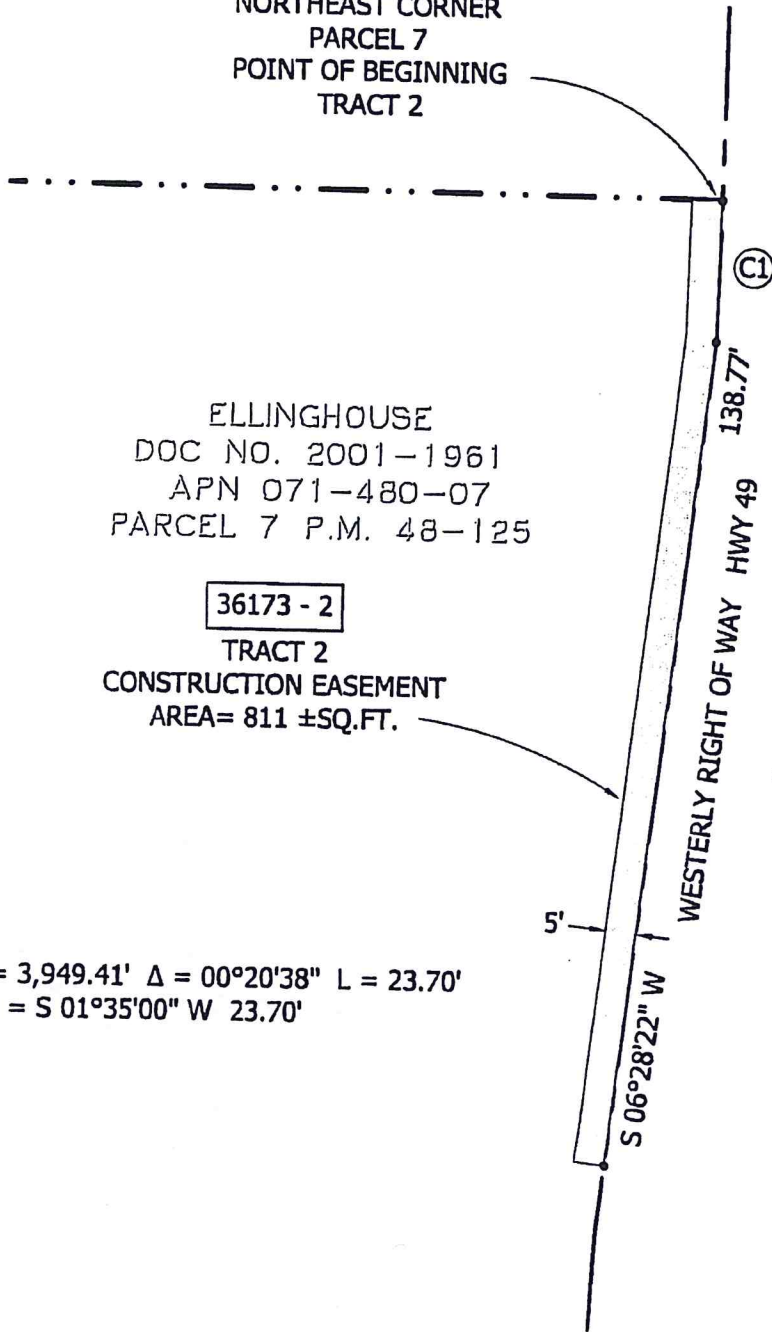 NORTHEAST CORNER
PARCEL 7
POINT OF BEGINNING
TRACT 2
C1
138.77'
ELLINGHOUSE
DOC NO. 2001-1961
APN 071-480-07
PARCEL 7 P.M. 48-125
WESTERLY RIGHT OF WAY HWY 49
36173 - 2
TRACT 2
CONSTRUCTION EASEMENT
AREA= 811 ±SQ.FT.
5'
= 3,949.41' Δ = 00°20'38" L = 23.70'
= S 01°35'00" W 23.70'
S 06°28'22" W